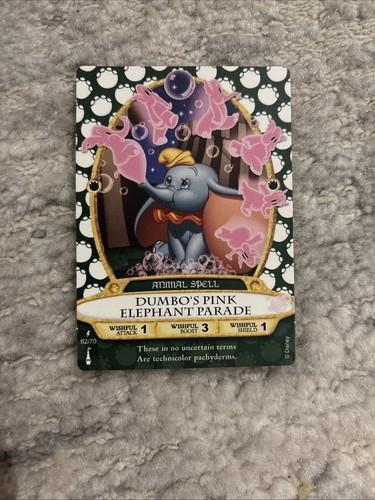 ANIMAL SPELL
DUMBO'S PINK
ELEPHANT PARADE
WISHFUL ATTACK 1 WISHFUL BOOST 3 WISHFUL SHIELD 1
62/70
These in no uncertain terms
Are technicolor pachyderms.
© Disney